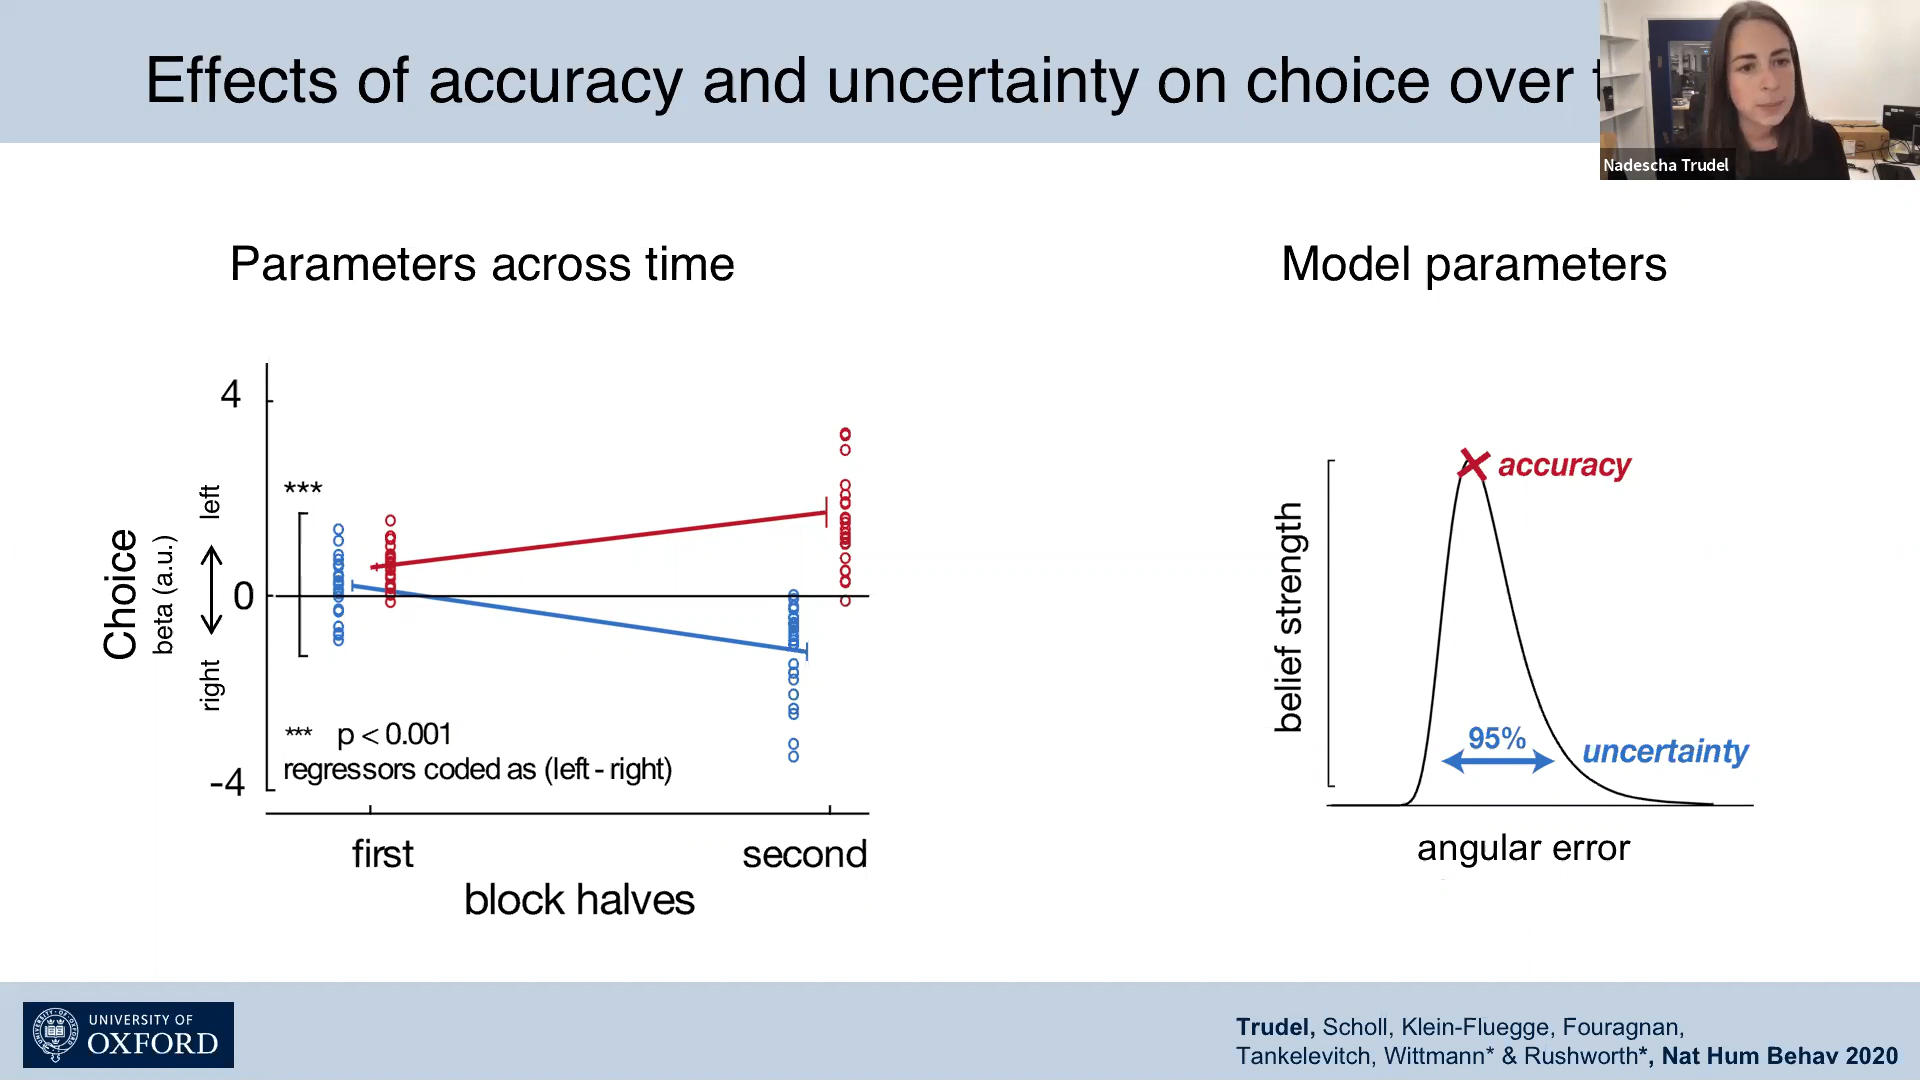 Effects of accuracy and uncertainty on choice over t
Nadescha Trudel
Parameters across time
Model parameters
4
0
-4
Choice
beta (a.u.)
left
right
***
*** p < 0.001
regressors coded as (left - right)
first
second
block halves
accuracy
belief strength
95%
uncertainty
angular error
UNIVERSITY OF
OXFORD
Trudel, Scholl, Klein-Fluegge, Fouragnan,
Tankelevitch, Wittmann* & Rushworth*, Nat Hum Behav 2020